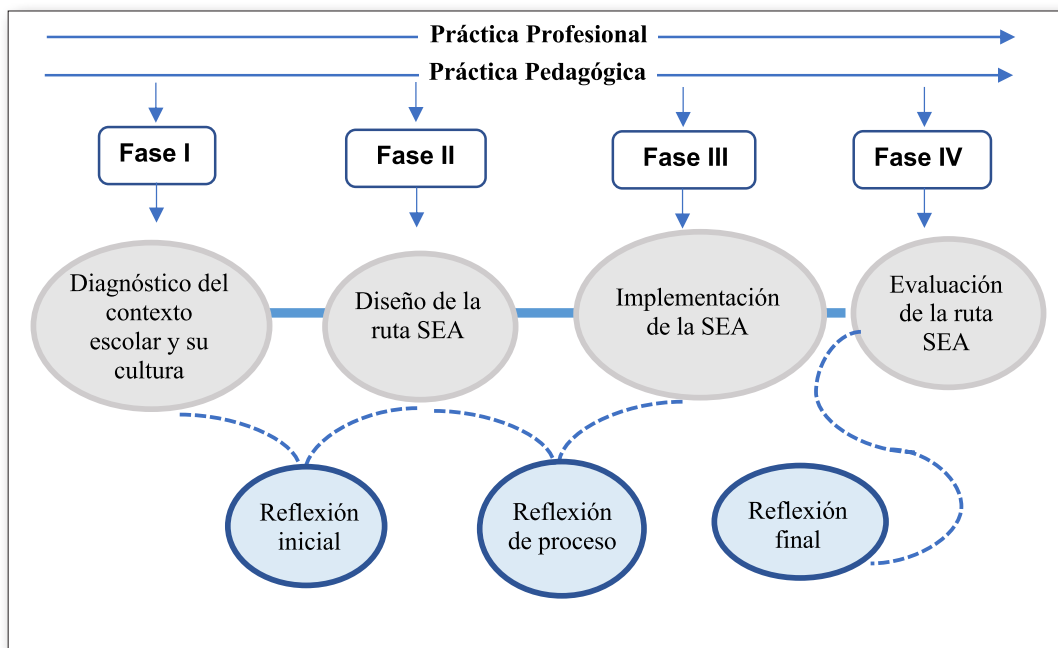 Práctica Profesional
Práctica Pedagógica
Fase I
Fase II
Fase III
Fase IV
Diagnóstico del
contexto
escolar y su
cultura
Diseño de la
ruta SEA
Implementación
de la SEA
Evaluación
de la ruta
SEA
Reflexión
inicial
Reflexión
de proceso
Reflexión
final